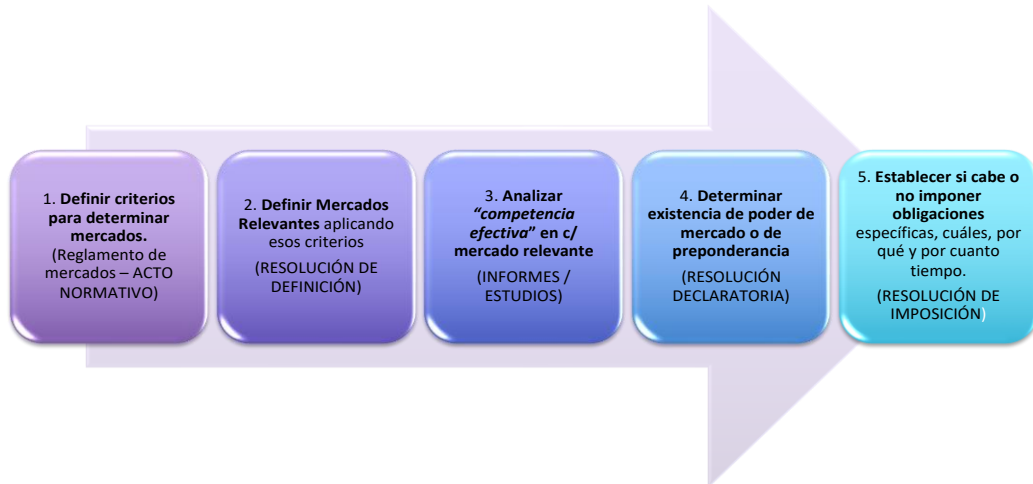 1. Definir criterios
para determinar
mercados.
(Reglamento de
mercados – ACTO
NORMATIVO)
2. Definir Mercados
Relevantes aplicando
esos criterios
(RESOLUCIÓN DE
DEFINICIÓN)
3. Analizar
“competencia
efectiva” en c/
mercado relevante
(INFORMES /
ESTUDIOS)
4. Determinar
existencia de poder de
mercado o de
preponderancia
(RESOLUCIÓN
DECLARATORIA)
5. Establecer si cabe o
no imponer
obligaciones
específicas, cuáles, por
qué y por cuanto
tiempo.
(RESOLUCIÓN DE
IMPOSICIÓN)